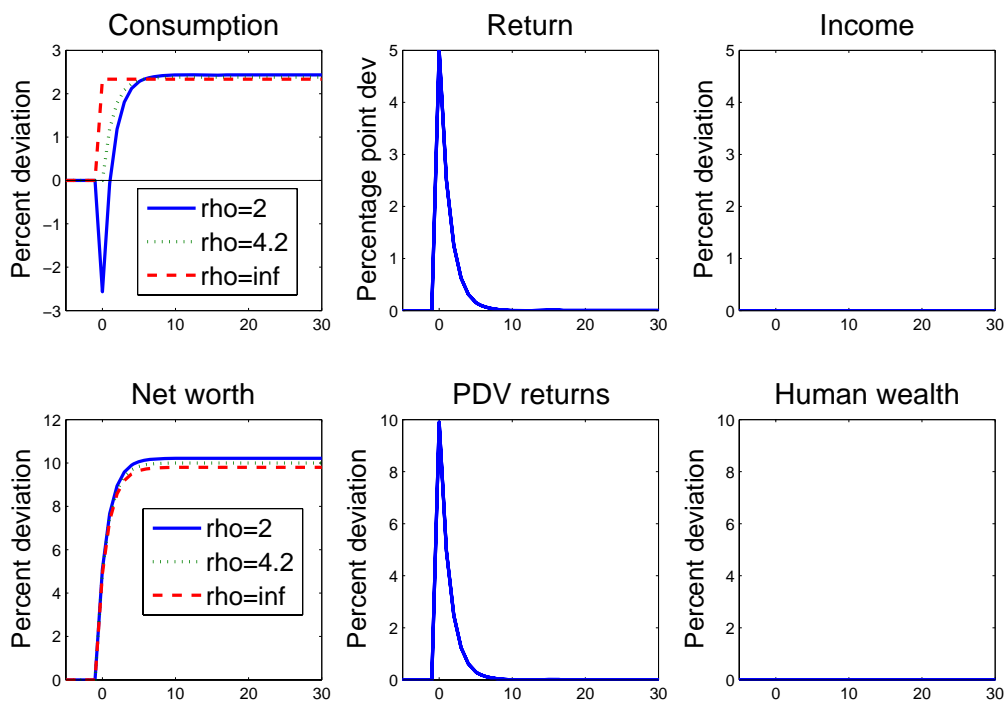 Consumption
Percent deviation
3
2
1
0
−1
−2
−3
0 10 20 30
rho=2
rho=4.2
rho=inf
Return
Percentage point dev
5
4
3
2
1
0
0 10 20 30
Income
Percent deviation
5
4
3
2
1
0
0 10 20 30
Net worth
Percent deviation
12
10
8
6
4
2
0
0 10 20 30
rho=2
rho=4.2
rho=inf
PDV returns
Percent deviation
10
8
6
4
2
0
0 10 20 30
Human wealth
Percent deviation
10
8
6
4
2
0
0 10 20 30